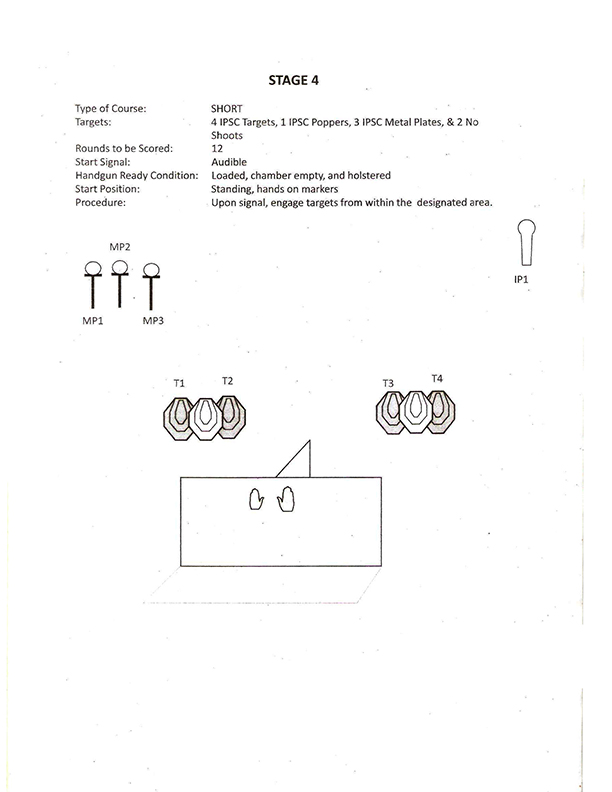 STAGE 4
Type of Course: SHORT
Targets: 4 IPSC Targets, 1 IPSC Poppers, 3 IPSC Metal Plates, & 2 No
Shoots
Rounds to be Scored: 12
Start Signal: Audible
Handgun Ready Condition: Loaded, chamber empty, and holstered
Start Position: Standing, hands on markers
Procedure: Upon signal, engage targets from within the designated area.
MP2
IP1
MP1 MP3
T1 T2 T3 T4